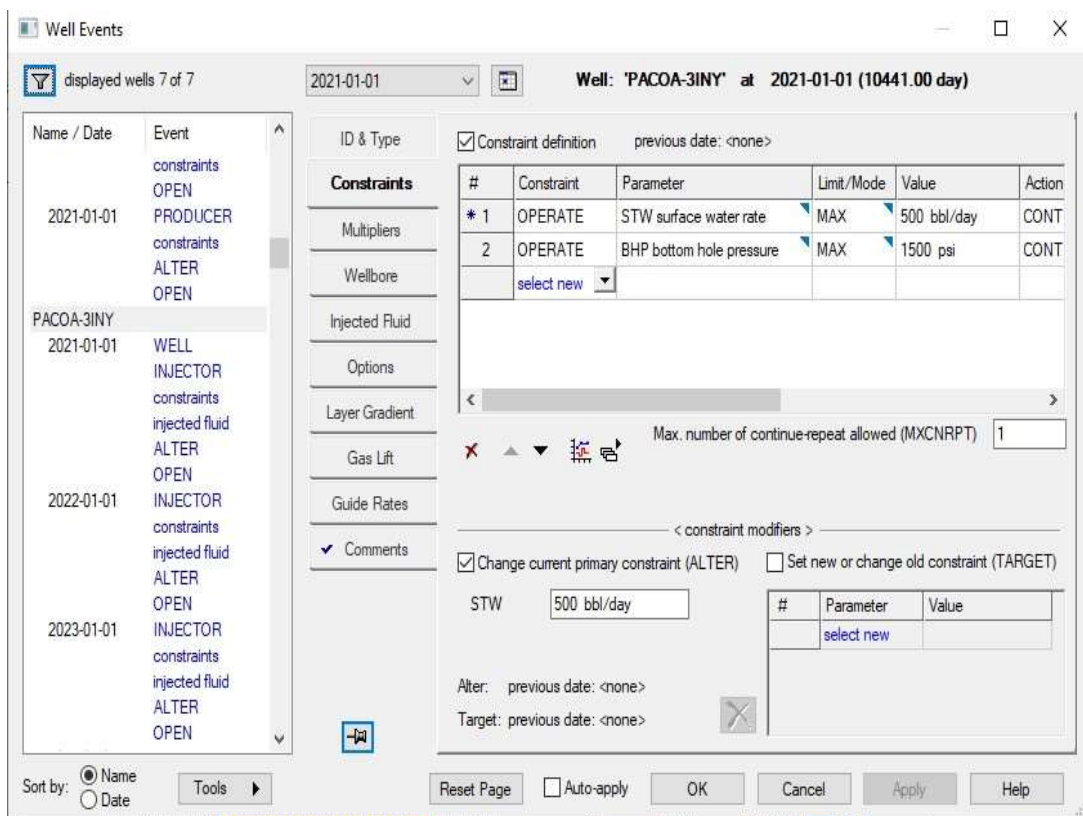 Well Events
displayed wells 7 of 7
2021-01-01
Well: 'PACOA-3INY' at 2021-01-01 (10441.00 day)
Name / Date Event
constraints
OPEN
2021-01-01 PRODUCER
constraints
ALTER
OPEN
PACOA-3INY
2021-01-01 WELL
INJECTOR
constraints
injected fluid
ALTER
OPEN
2022-01-01 INJECTOR
constraints
injected fluid
ALTER
OPEN
2023-01-01 INJECTOR
constraints
injected fluid
ALTER
OPEN
ID & Type
Constraints
Multipliers
Wellbore
Injected Fluid
Options
Layer Gradient
Gas Lift
Guide Rates
Comments
Constraint definition previous date: <none>
# Constraint Parameter Limit/Mode Value Action
* 1 OPERATE STW surface water rate MAX 500 bbl/day CONT
2 OPERATE BHP bottom hole pressure MAX 1500 psi CONT
select new
Max. number of continue-repeat allowed (MXCNRPT) 1
< constraint modifiers >
Change current primary constraint (ALTER)
STW 500 bbl/day
Alter: previous date: <none>
Target: previous date: <none>
Set new or change old constraint (TARGET)
# Parameter Value
select new
Sort by: Name
Date
Tools
Reset Page
Auto-apply
OK
Cancel
Apply
Help